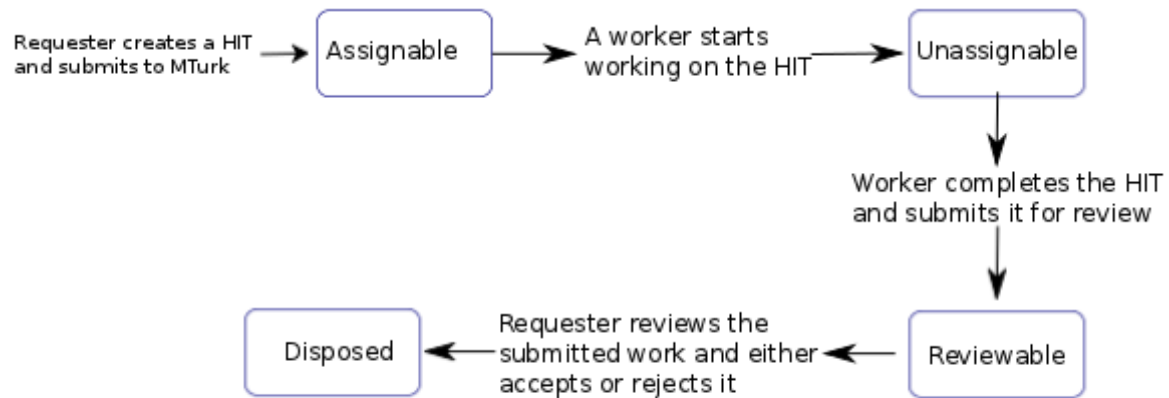 Requester creates a HIT
and submits to MTurk
Assignable
A worker starts
working on the HIT
Unassignable
Worker completes the HIT
and submits it for review
Reviewable
Requester reviews the
submitted work and either
accepts or rejects it
Disposed